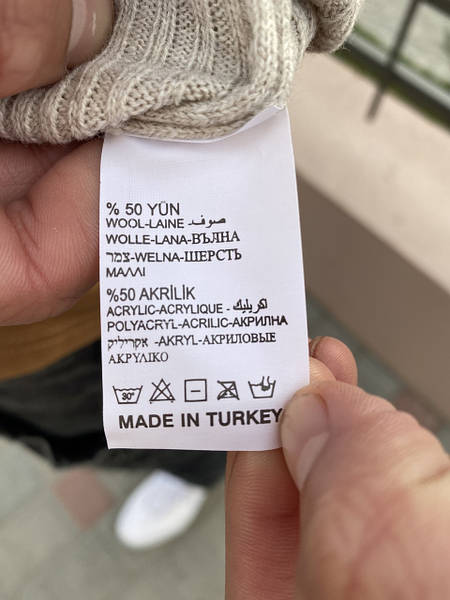 % 50 YÜN
WOOL-LAINE -صوف
WOLLE-LANA-ВЪЛНА
צמר-WELNA-ШЕРСТЬ
ΜΑΛΛΙ
%50 AKRİLİK
ACRYLIC-ACRYLIQUE - اكريليك
POLYACRYL-ACRILIC-АКРИЛНА
אקריליק -AKRYL-АКРИЛОВЫЕ
ΑΚΡΥΛΙΚΟ
30°
MADE IN TURKEY